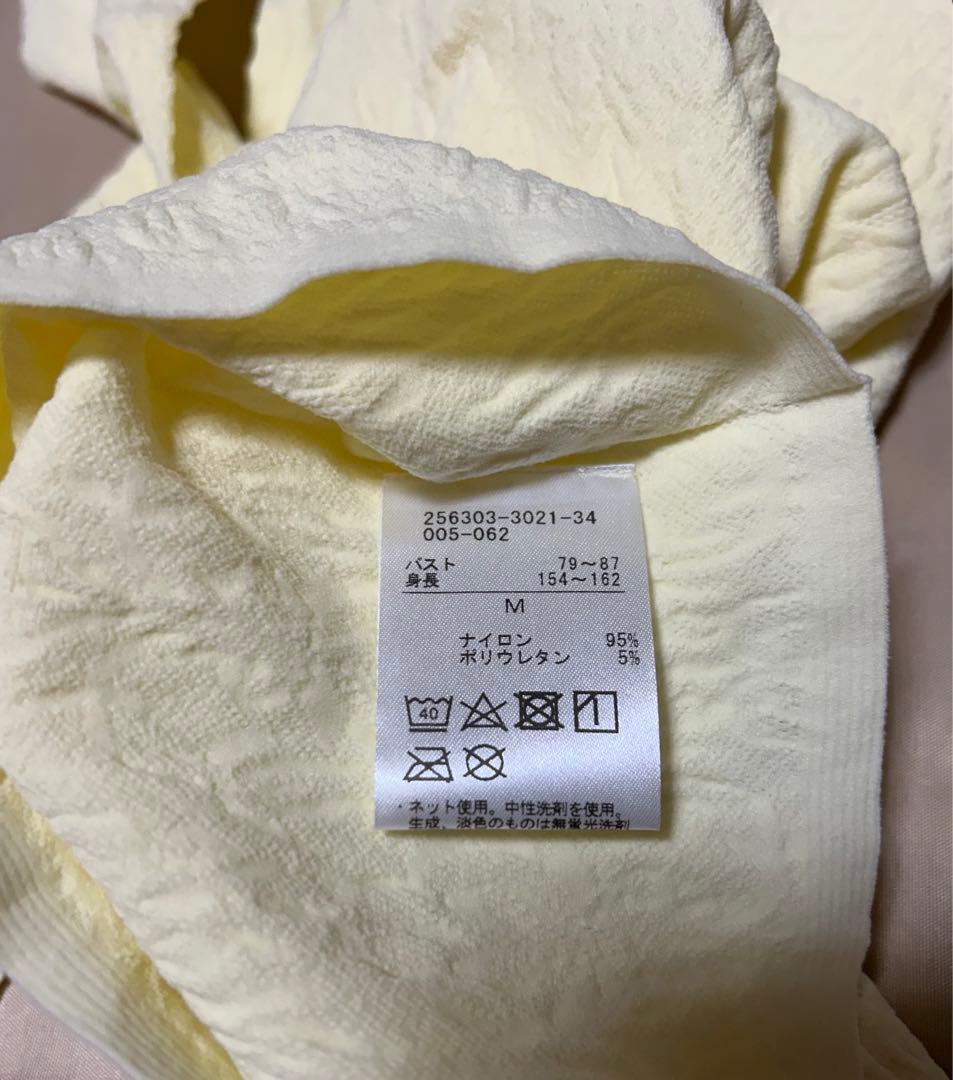 256303-3021-34
005-062
バスト 79~87
身長 154~162
M
ナイロン 95%
ポリウレタン 5%
40
・ネット使用。中性洗剤を使用。
生成、淡色のものは無蛍光洗剤